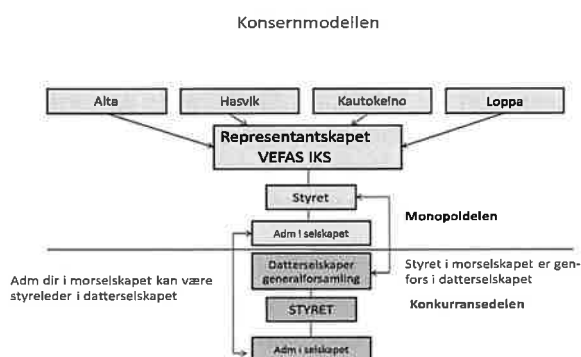 Konsernmodellen
Alta
Hasvik
Kautokeino
Loppa
Representantskapet
VEFAS IKS
Styret
Monopoldelen
Adm i selskapet
Adm dir i morselskapet kan være
styreleder i datterselskapet
Datterselskaper
generalforsamling
Styret i morselskapet er gen-
fors i datterselskapet
Konkurransedelen
STYRET
Adm i selskapet